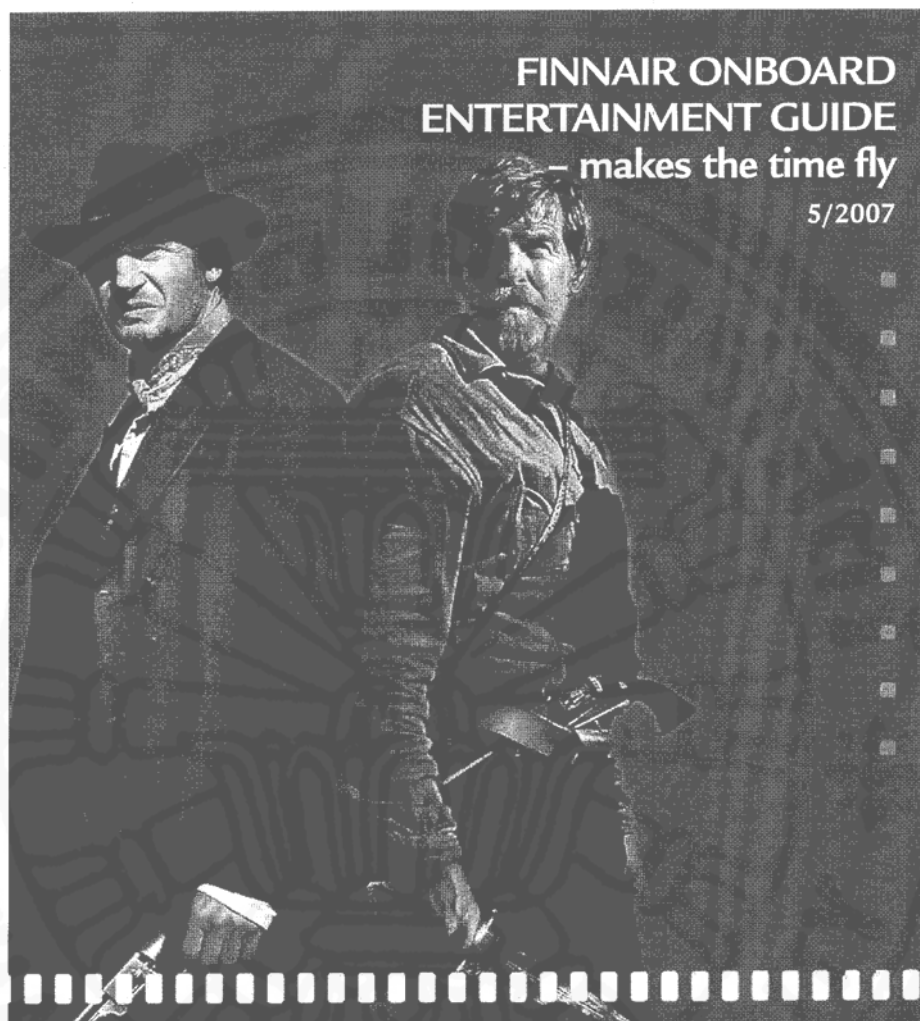 FINNAIR ONBOARD
ENTERTAINMENT GUIDE
– makes the time fly
5/2007